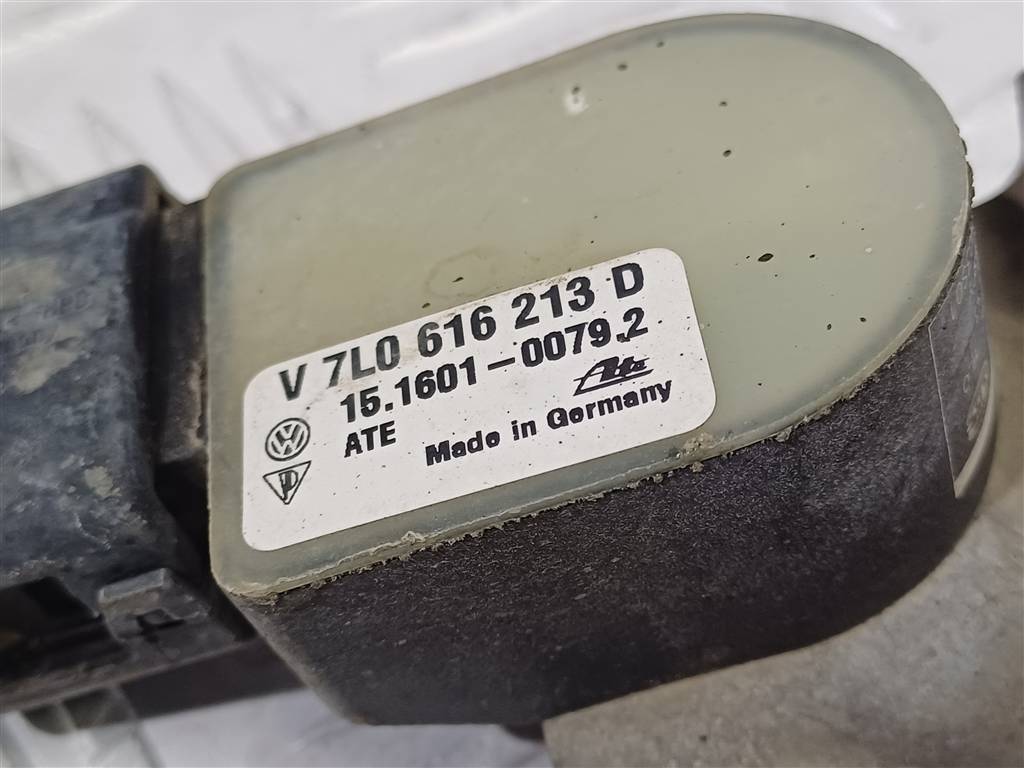 V 7L0 616 213 D
15.1601-0079.2
ATE
Ate
Made in Germany